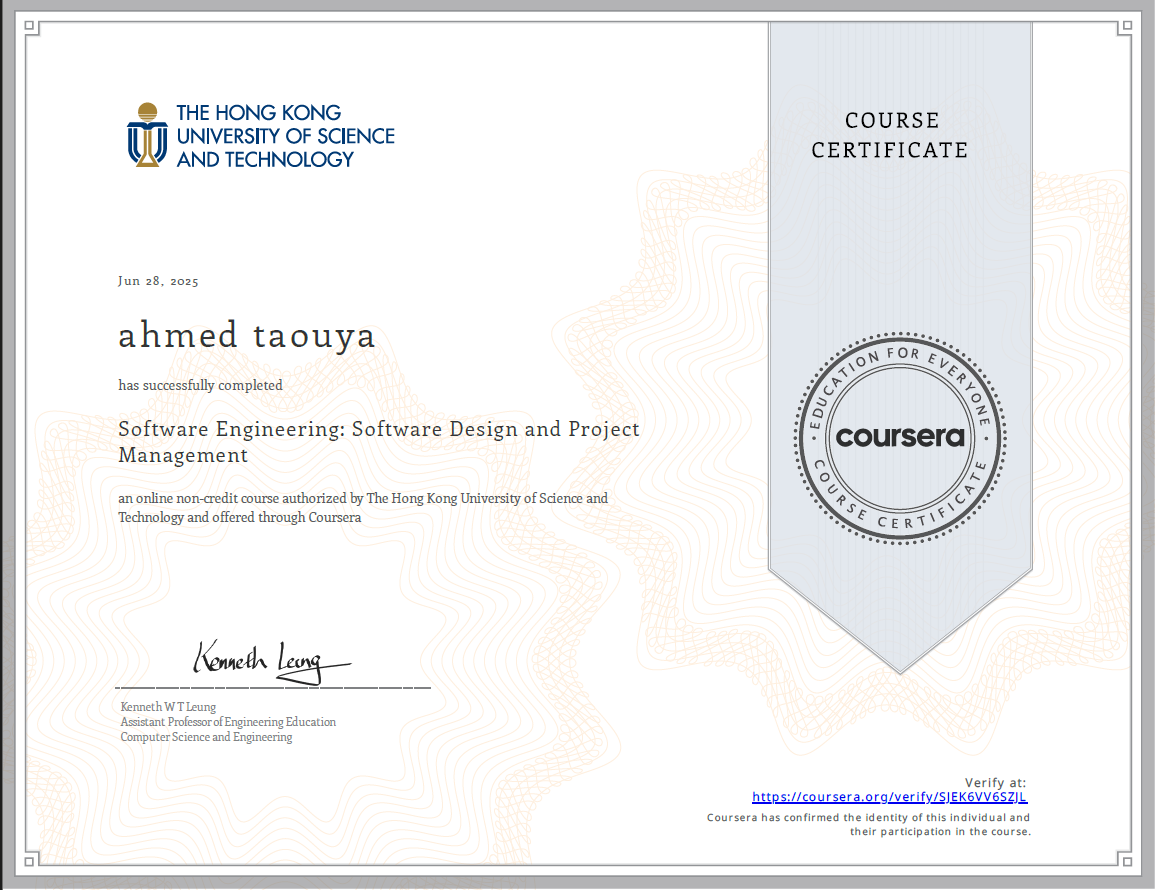 THE HONG KONG
UNIVERSITY OF SCIENCE
AND TECHNOLOGY
COURSE
CERTIFICATE
Jun 28, 2025
ahmed taouya
has successfully completed
Software Engineering: Software Design and Project
Management
an online non-credit course authorized by The Hong Kong University of Science and
Technology and offered through Coursera
EDUCATION FOR EVERYONE
coursera
COURSE CERTIFICATE
Kenneth Leung
Kenneth W T Leung
Assistant Professor of Engineering Education
Computer Science and Engineering
Verify at:
https://coursera.org/verify/SJEK6VV6SZJL
Coursera has confirmed the identity of this individual and
their participation in the course.